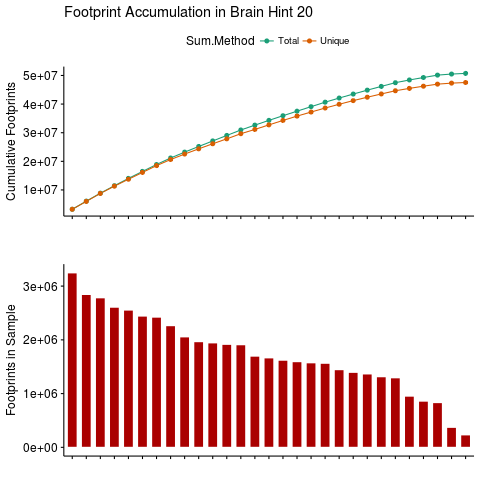 Footprint Accumulation in Brain Hint 20
Sum.Method Total Unique
Cumulative Footprints
5e+07
4e+07
3e+07
2e+07
1e+07
Footprints in Sample
3e+06
2e+06
1e+06
0e+00